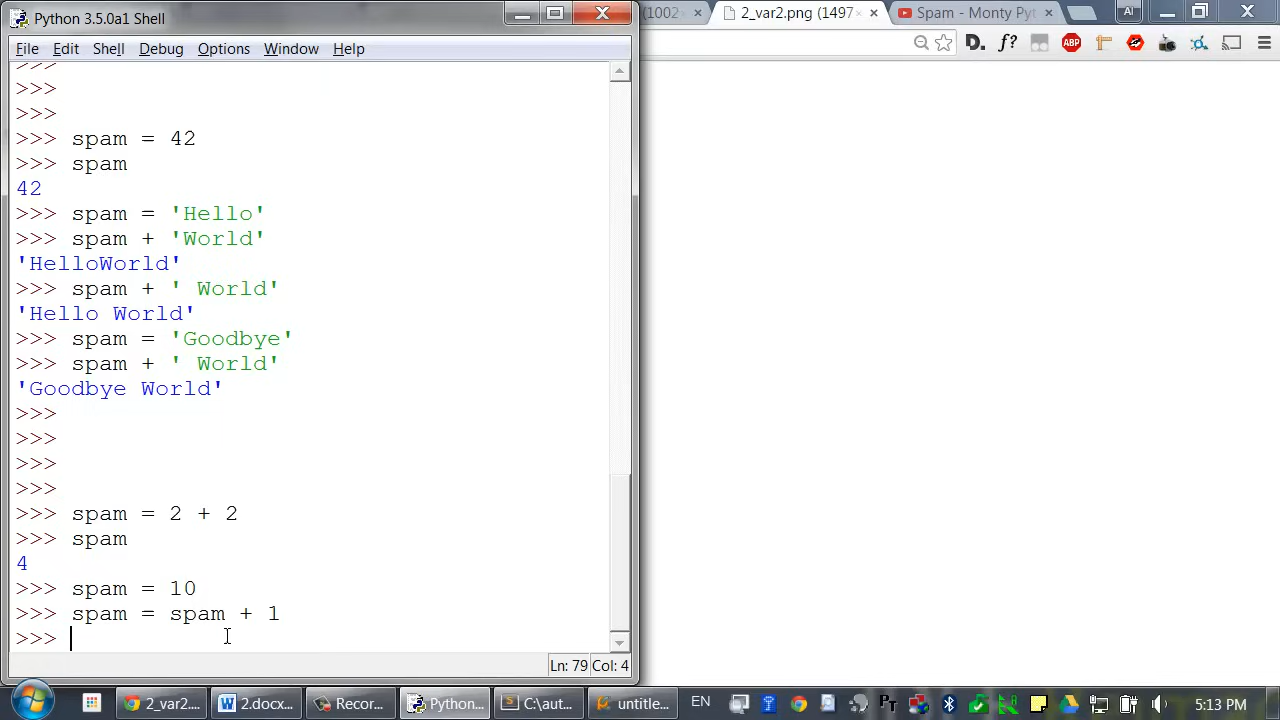 Python 3.5.0a1 Shell
(1002
2_var2.png (1497
Spam - Monty Pyt
File Edit Shell Debug Options Window Help
ABP
>>>
>>>
>>>
>>> spam = 42
>>> spam
42
>>> spam = 'Hello'
>>> spam + 'World'
'HelloWorld'
>>> spam + ' World'
'Hello World'
>>> spam = 'Goodbye'
>>> spam + ' World'
'Goodbye World'
>>>
>>>
>>>
>>>
>>> spam = 2 + 2
>>> spam
4
>>> spam = 10
>>> spam = spam + 1
>>>
Ln: 79 Col: 4
2_var2....
2.docx...
Recor...
Python...
C:\aut...
untitle...
EN
5:13 PM